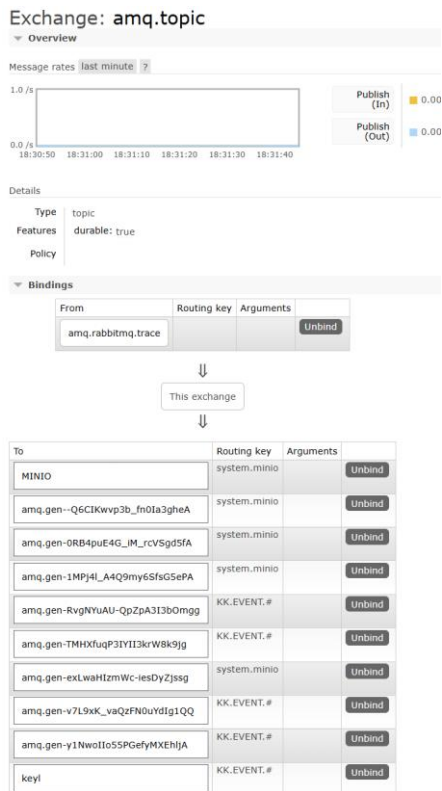 Exchange: amq.topic
Overview
Message rates last minute ?
1.0 /s
0.0 /s
18:30:50 18:31:00 18:31:10 18:31:20 18:31:30 18:31:40
Publish (In) 0.00
Publish (Out) 0.00
Details
Type topic
Features durable: true
Policy
Bindings
From Routing key Arguments
amq.rabbitmq.trace Unbind
⇓
This exchange
⇓
To Routing key Arguments
MINIO system.minio Unbind
amq.gen--Q6CIKwvp3b_fn0Ia3gheA system.minio Unbind
amq.gen-0RB4puE4G_iM_rcVSgd5fA system.minio Unbind
amq.gen-1MPj4l_A4Q9my6SfsG5ePA system.minio Unbind
amq.gen-RvgNYuAU-QpZpA3I3bOmgg KK.EVENT.# Unbind
amq.gen-TMHXfuqP3IYII3krW8k9jg KK.EVENT.# Unbind
amq.gen-exLwaHIzmWc-iesDyZjssg system.minio Unbind
amq.gen-v7L9xK_vaQzFN0uYdIg1QQ KK.EVENT.# Unbind
amq.gen-y1NwoIIo55PGefyMXEhljA KK.EVENT.# Unbind
keyl KK.EVENT.# Unbind